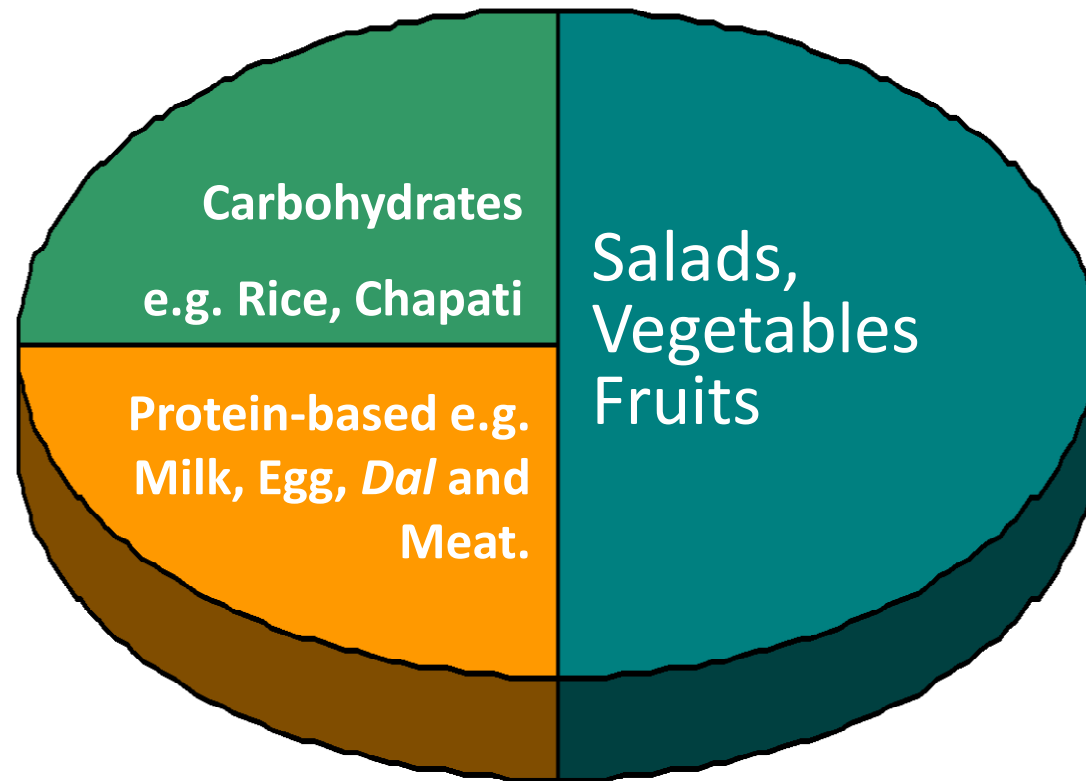 Carbohydrates
e.g. Rice, Chapati
Protein-based e.g.
Milk, Egg, Dal and
Meat.
Salads,
Vegetables
Fruits